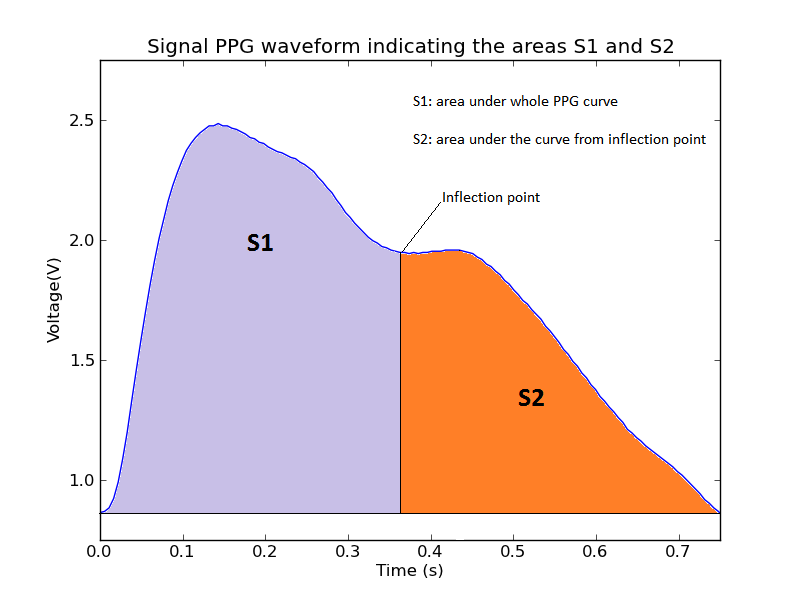 Signal PPG waveform indicating the areas S1 and S2
S1: area under whole PPG curve
S2: area under the curve from inflection point
Inflection point
S1
S2
Voltage(V)
2.5
2.0
1.5
1.0
0.0 0.1 0.2 0.3 0.4 0.5 0.6 0.7
Time (s)